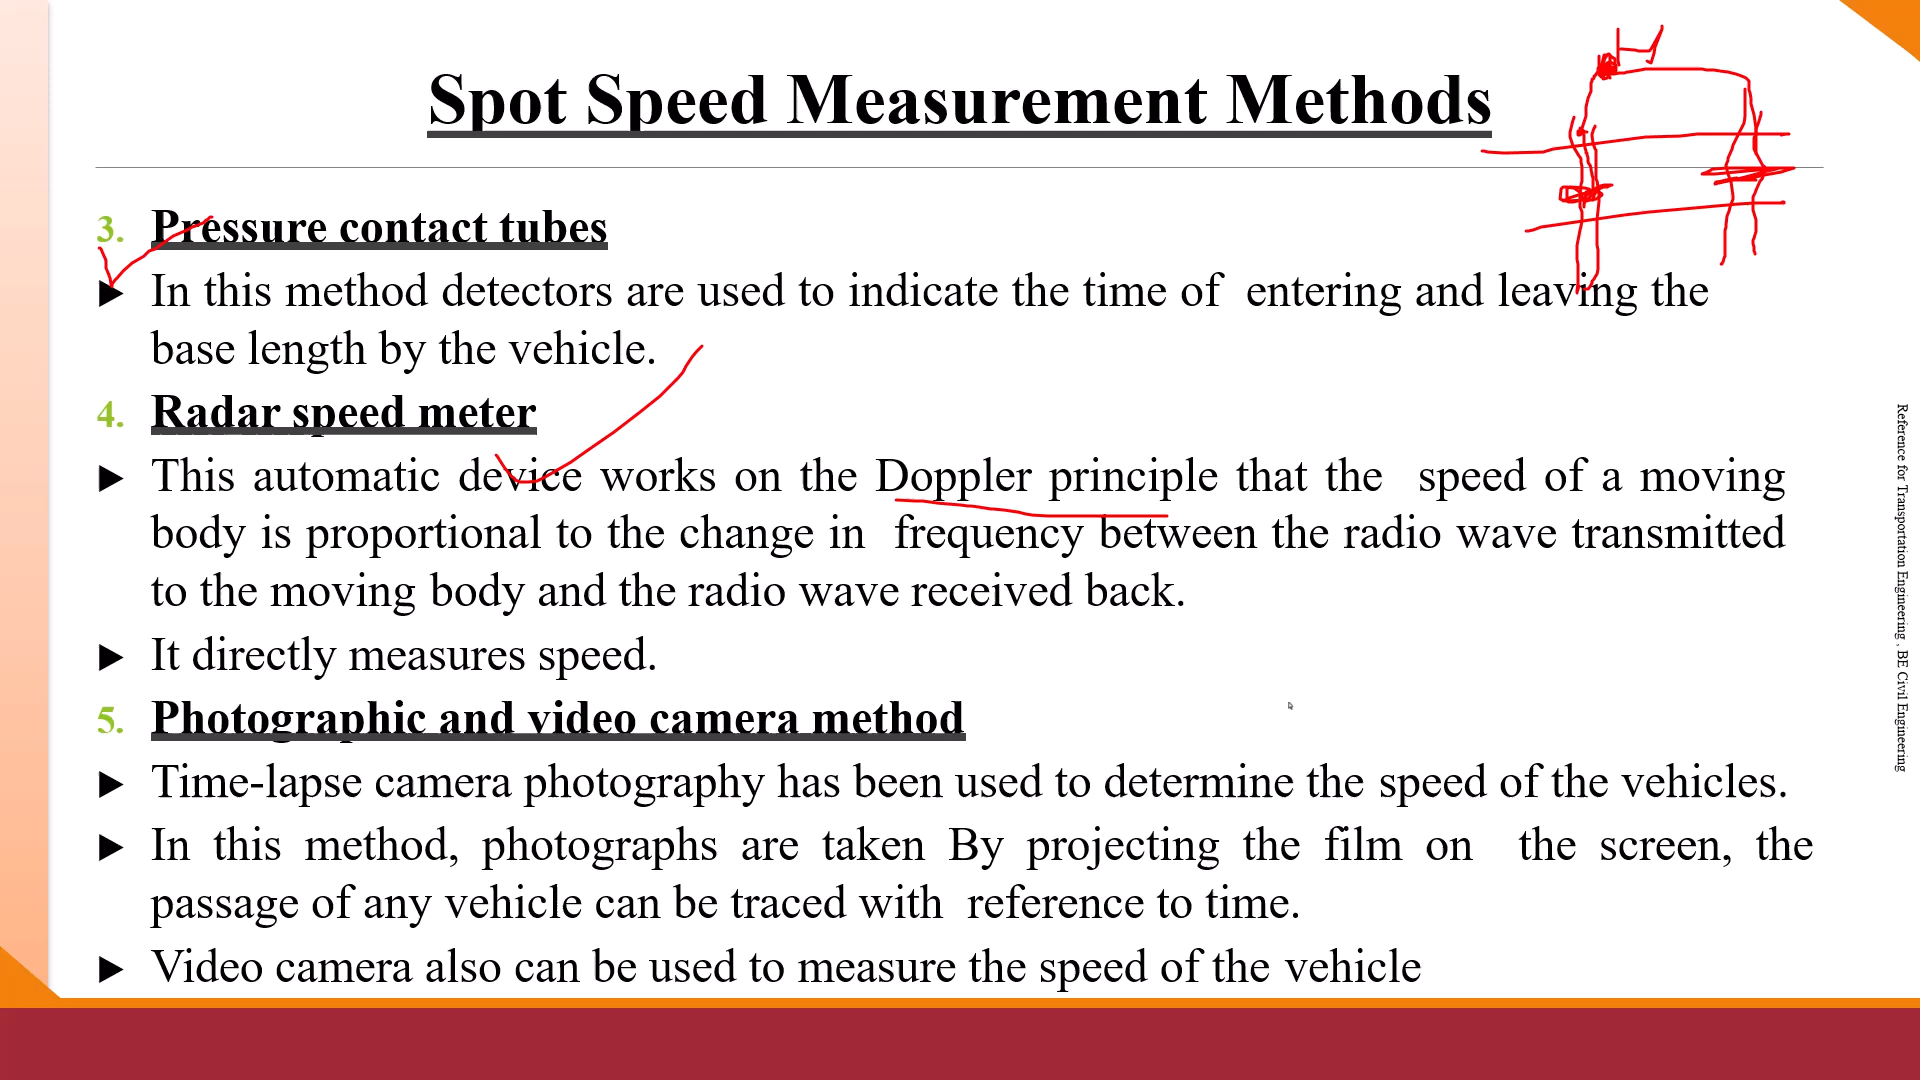 Spot Speed Measurement Methods
3. Pressure contact tubes
In this method detectors are used to indicate the time of entering and leaving the
base length by the vehicle.
4. Radar speed meter
This automatic device works on the Doppler principle that the speed of a moving
body is proportional to the change in frequency between the radio wave transmitted
to the moving body and the radio wave received back.
It directly measures speed.
5. Photographic and video camera method
Time-lapse camera photography has been used to determine the speed of the vehicles.
In this method, photographs are taken By projecting the film on the screen, the
passage of any vehicle can be traced with reference to time.
Video camera also can be used to measure the speed of the vehicle
Reference for Transportation Engineering . BE Civil Engineering